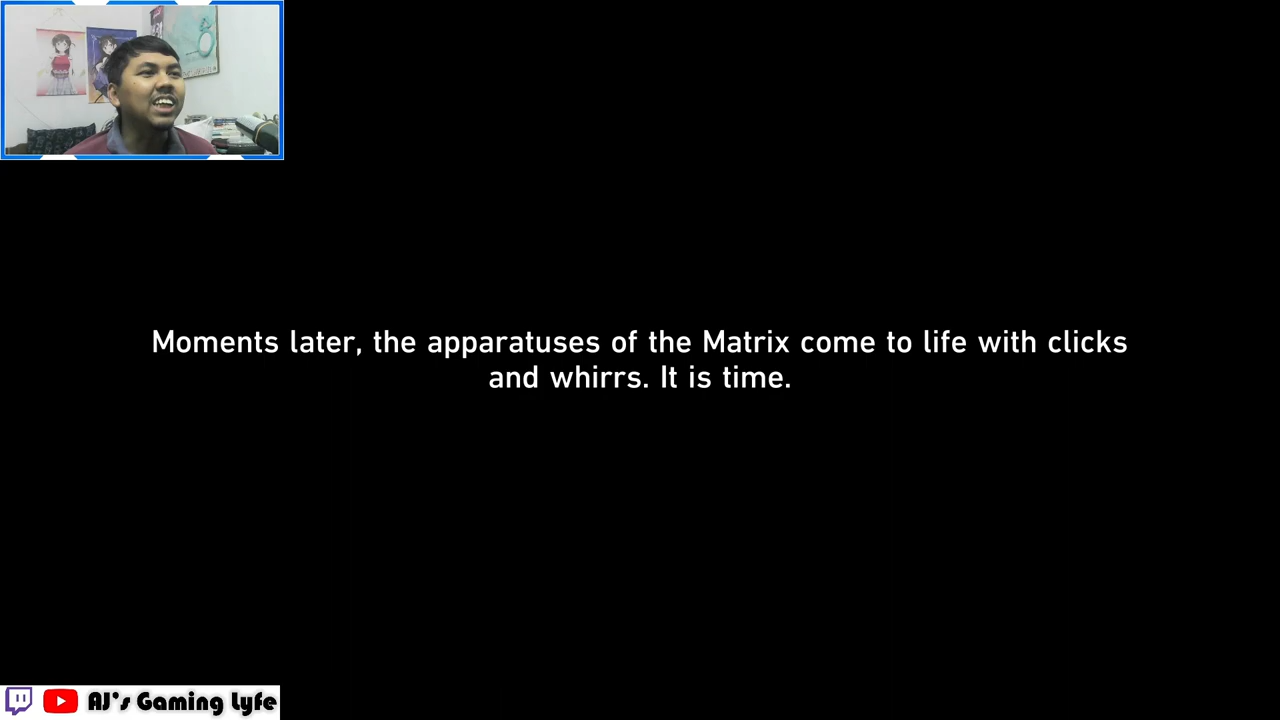 Moments later, the apparatuses of the Matrix come to life with clicks
and whirrs. It is time.
AJ's Gaming Lyfe